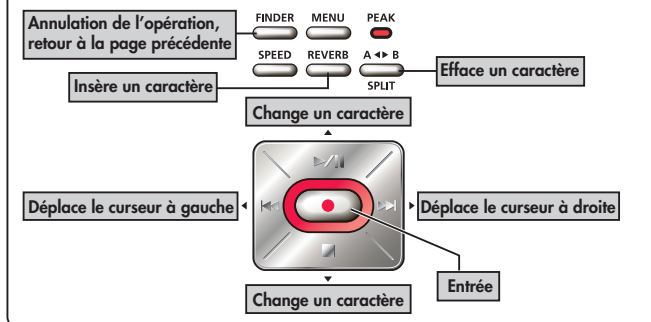 Annulation de l'opération,
retour à la page précédente
FINDER MENU PEAK
SPEED REVERB A ◂▸ B
SPLIT
Insère un caractère
Efface un caractère
Change un caractère
Déplace le curseur à gauche
Déplace le curseur à droite
Entrée
Change un caractère